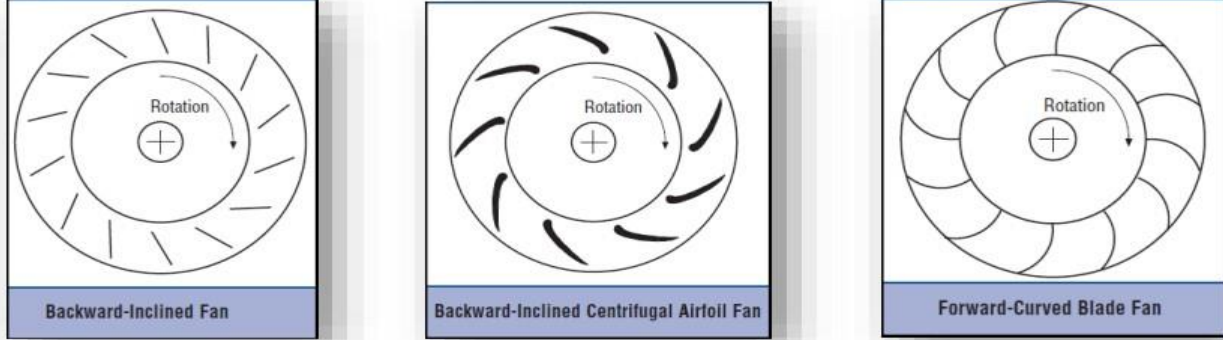 Rotation
Backward-Inclined Fan
Rotation
Backward-Inclined Centrifugal Airfoil Fan
Rotation
Forward-Curved Blade Fan